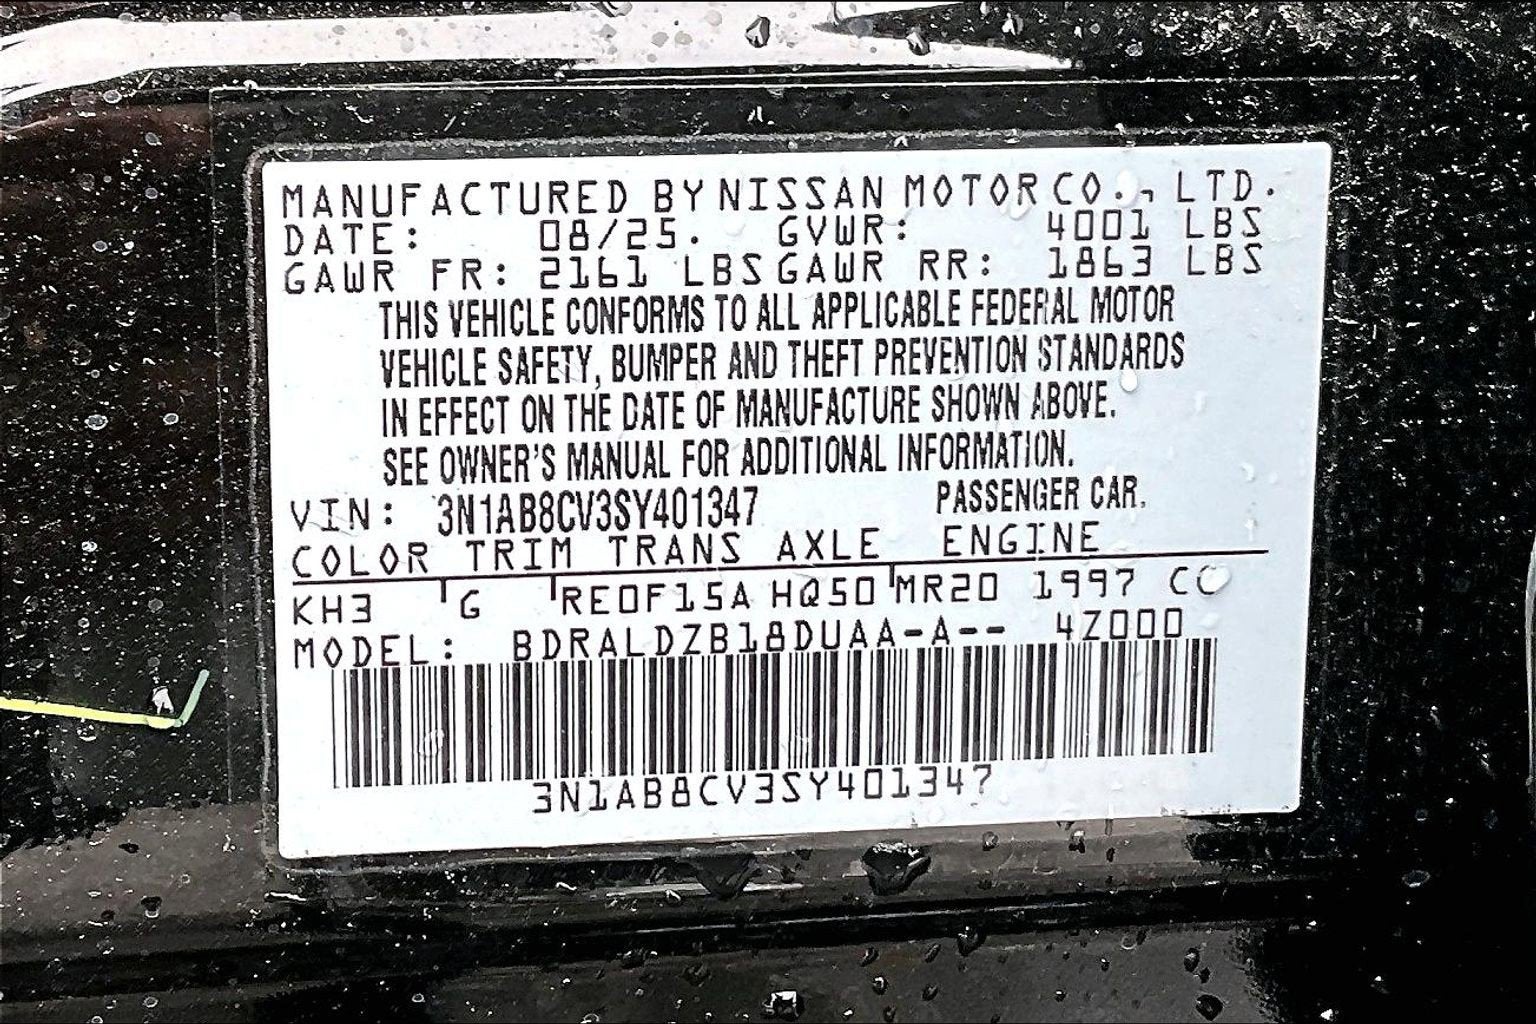 MANUFACTURED BY NISSAN MOTOR CO., LTD.
DATE: 08/25. GVWR: 4001 LBS
GAWR FR: 2161 LBS GAWR RR: 1863 LBS
THIS VEHICLE CONFORMS TO ALL APPLICABLE FEDERAL MOTOR
VEHICLE SAFETY, BUMPER AND THEFT PREVENTION STANDARDS
IN EFFECT ON THE DATE OF MANUFACTURE SHOWN ABOVE.
SEE OWNER'S MANUAL FOR ADDITIONAL INFORMATION.
VIN: 3N1AB8CV3SY401347 PASSENGER CAR.
COLOR TRIM TRANS AXLE ENGINE
KH3 G RE0F15A HQ50 MR20 1997 CC
MODEL: BDRALDZB18DUAA-A-- 4Z000
3N1AB8CV3SY401347